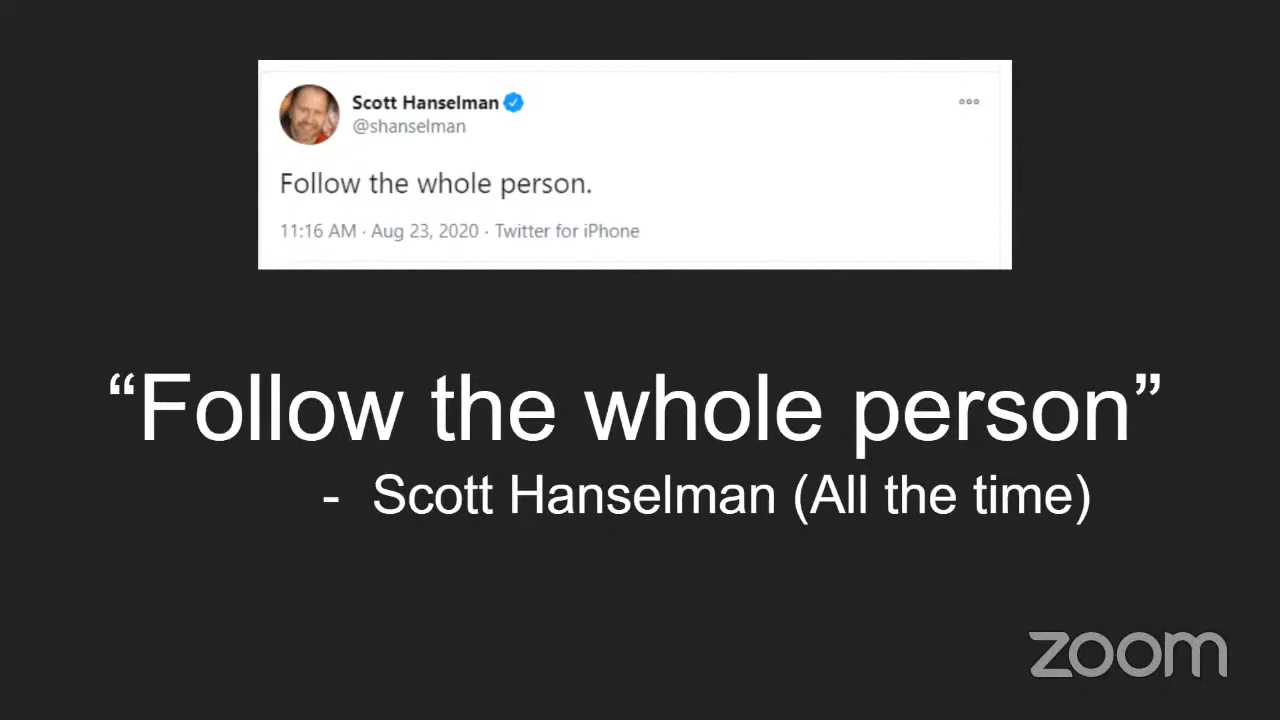 Scott Hanselman
@shanselman
Follow the whole person.
11:16 AM · Aug 23, 2020 · Twitter for iPhone
“Follow the whole person”
- Scott Hanselman (All the time)
zoom